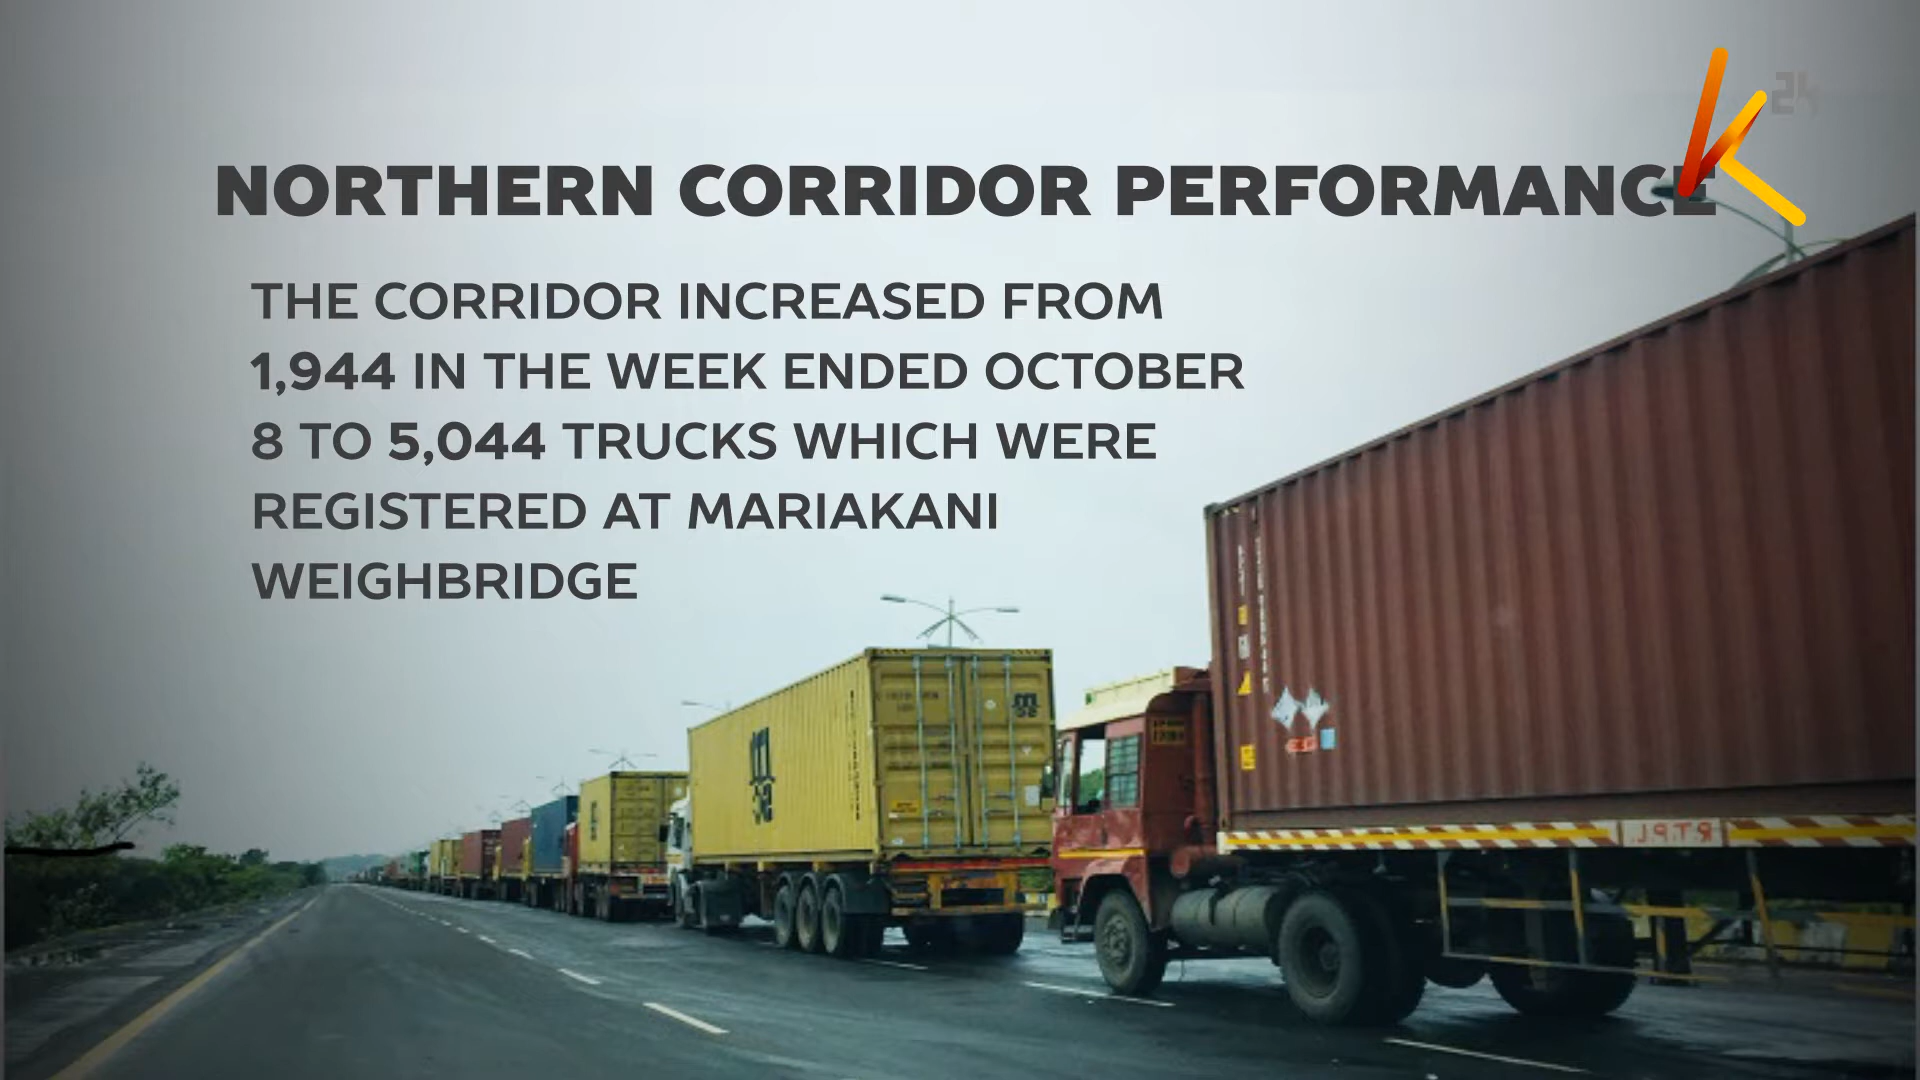 24
NORTHERN CORRIDOR PERFORMANCE
THE CORRIDOR INCREASED FROM
1,944 IN THE WEEK ENDED OCTOBER
8 TO 5,044 TRUCKS WHICH WERE
REGISTERED AT MARIAKANI
WEIGHBRIDGE
R.T.P.L